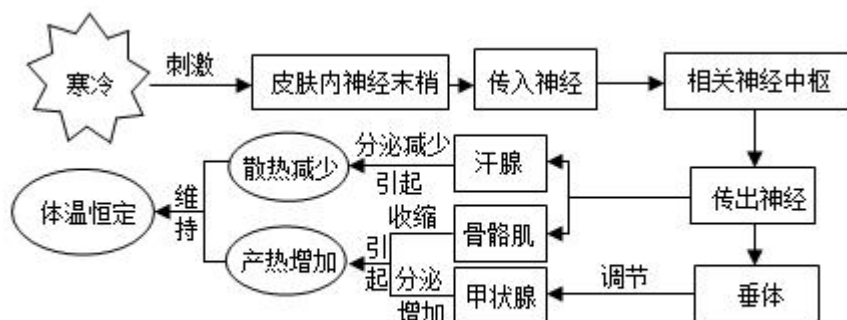 寒冷
刺激
皮肤内神经末梢
传入神经
相关神经中枢
体温恒定
维持
散热减少
分泌减少
引起
汗腺
传出神经
产热增加
引起
收缩
骨骼肌
分泌
增加
甲状腺
调节
垂体